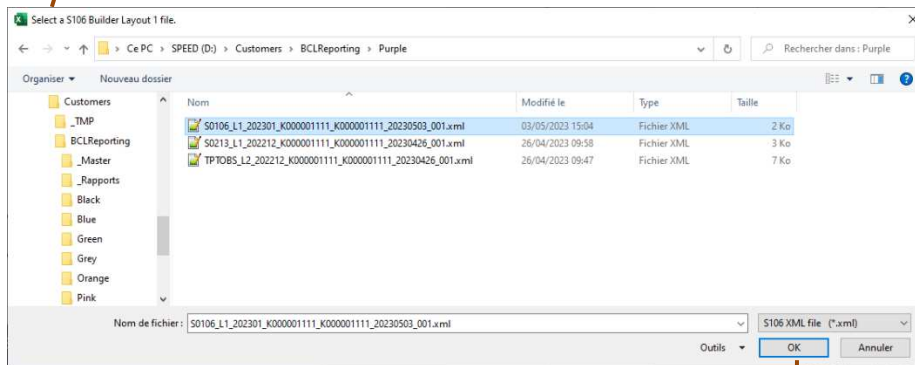 Select a S106 Builder Layout 1 file.
Ce PC > SPEED (D:) > Customers > BCLReporting > Purple
Rechercher dans : Purple
Organiser Nouveau dossier
Customers
_TMP
BCLReporting
_Master
_Rapports
Black
Blue
Green
Grey
Orange
Pink
Nom Modifié le Type Taille
S0106_L1_202301_K000001111_K000001111_20230503_001.xml 03/05/2023 15:04 Fichier XML 2 Ko
S0213_L1_202212_K000001111_K000001111_20230426_001.xml 26/04/2023 09:58 Fichier XML 3 Ko
TPTOBS_L2_202212_K000001111_K000001111_20230426_001.xml 26/04/2023 09:47 Fichier XML 7 Ko
Nom de fichier : S0106_L1_202301_K000001111_K000001111_20230503_001.xml S106 XML file (*.xml)
Outils OK Annuler